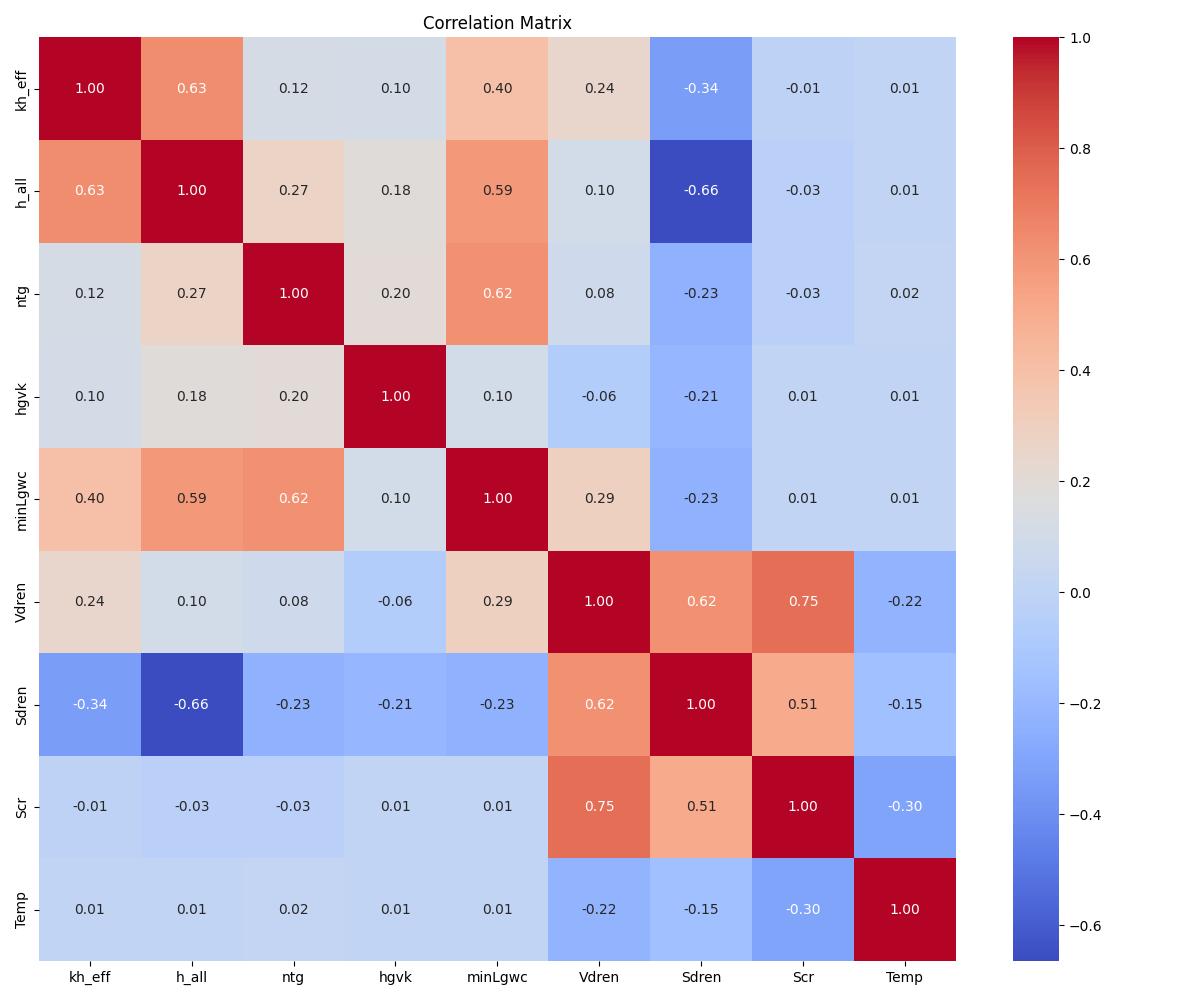 Correlation Matrix
kh_eff 1.00 0.63 0.12 0.10 0.40 0.24 -0.34 -0.01 0.01
h_all 0.63 1.00 0.27 0.18 0.59 0.10 -0.66 -0.03 0.01
ntg 0.12 0.27 1.00 0.20 0.62 0.08 -0.23 -0.03 0.02
hgvk 0.10 0.18 0.20 1.00 0.10 -0.06 -0.21 0.01 0.01
minLgwc 0.40 0.59 0.62 0.10 1.00 0.29 -0.23 0.01 0.01
Vdren 0.24 0.10 0.08 -0.06 0.29 1.00 0.62 0.75 -0.22
Sdren -0.34 -0.66 -0.23 -0.21 -0.23 0.62 1.00 0.51 -0.15
Scr -0.01 -0.03 -0.03 0.01 0.01 0.75 0.51 1.00 -0.30
Temp 0.01 0.01 0.02 0.01 0.01 -0.22 -0.15 -0.30 1.00
kh_eff h_all ntg hgvk minLgwc Vdren Sdren Scr Temp
1.0
0.8
0.6
0.4
0.2
0.0
−0.2
−0.4
−0.6